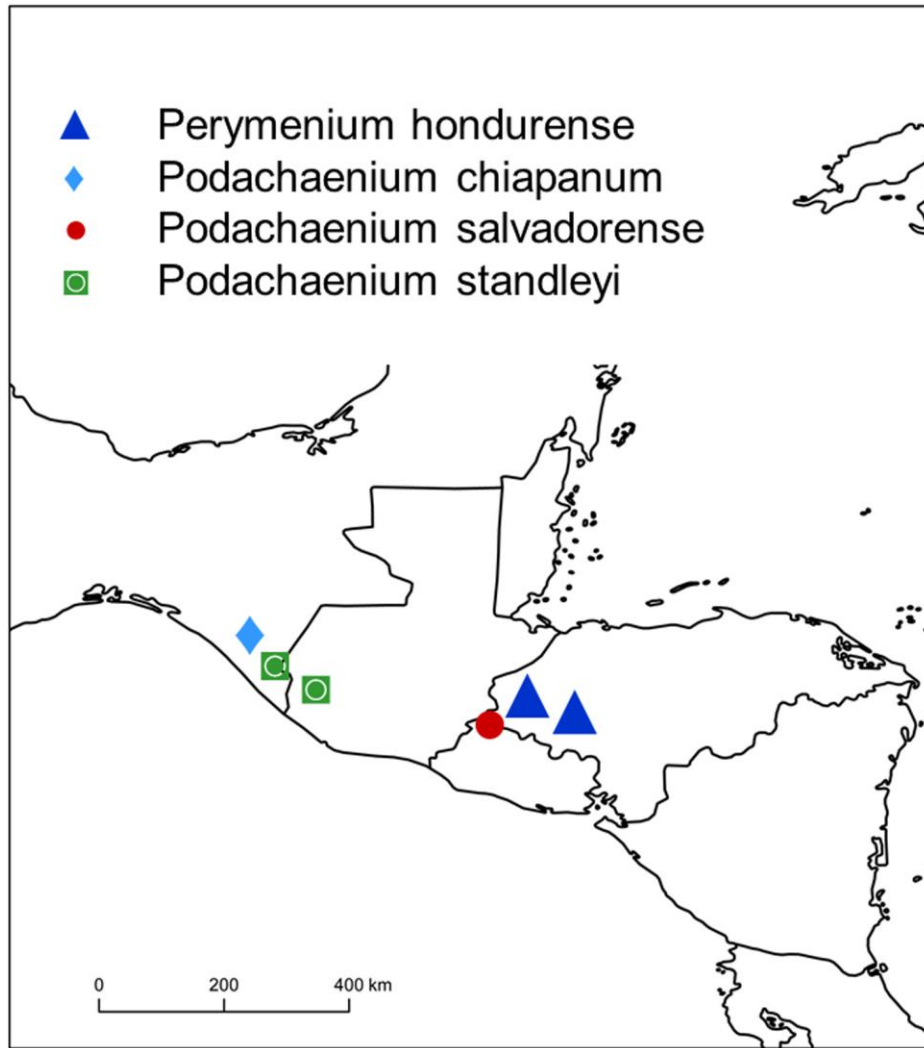 Perymenium hondurense
Podachaenium chiapanum
Podachaenium salvadorense
Podachaenium standleyi
0 200 400 km